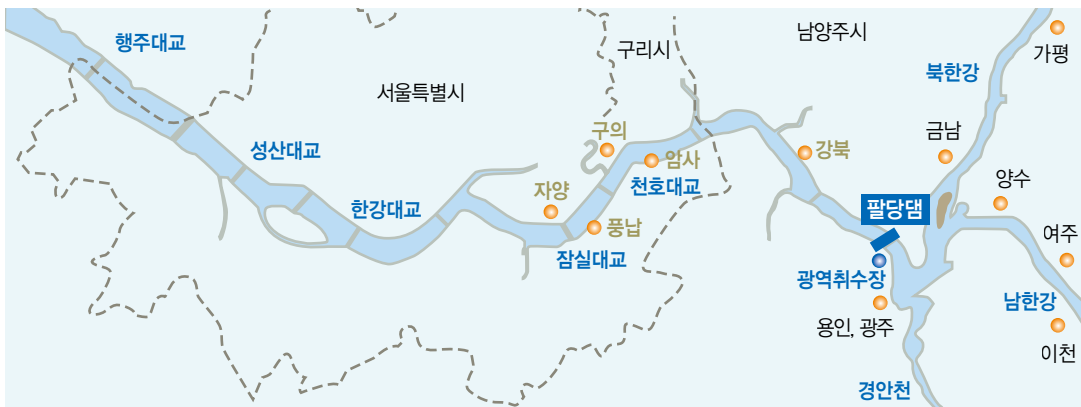 행주대교
서울특별시
구리시
남양주시
가평
북한강
성산대교
구의
암사
강북
금남
양수
한강대교
자양
천호대교
풍납
팔당댐
잠실대교
여주
광역취수장
남한강
용인, 광주
이천
경안천